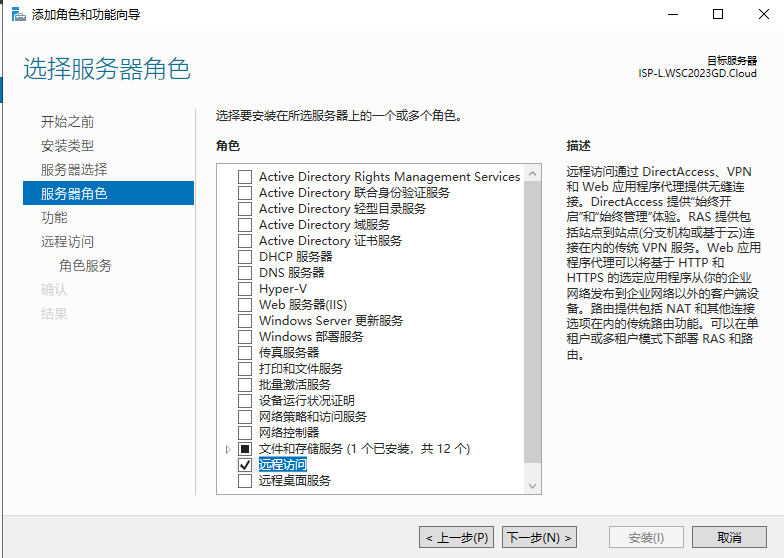 添加角色和功能向导
选择服务器角色
目标服务器
ISP-L.WSC2023GD.Cloud
开始之前
安装类型
服务器选择
服务器角色
功能
远程访问
角色服务
确认
结果
选择要安装在所选服务器上的一个或多个角色。
角色
Active Directory Rights Management Services
Active Directory 联合身份验证服务
Active Directory 轻型目录服务
Active Directory 域服务
Active Directory 证书服务
DHCP 服务器
DNS 服务器
Hyper-V
Web 服务器(IIS)
Windows Server 更新服务
Windows 部署服务
传真服务器
打印和文件服务
批量激活服务
设备运行状况证明
网络策略和访问服务
网络控制器
文件和存储服务 (1 个已安装，共 12 个)
远程访问
远程桌面服务
描述
远程访问通过 DirectAccess、VPN
和 Web 应用程序代理提供无缝连
接。DirectAccess 提供“始终开
启”和“始终管理”体验。RAS 提供包
括站点到站点(分支机构或基于云)连
接在内的传统 VPN 服务。Web 应用
程序代理可以将基于 HTTP 和
HTTPS 的选定应用程序从你的企业
网络发布到企业网络以外的客户端设
备。路由提供包括 NAT 和其他连接
选项在内的传统路由功能。可以在单
租户或多租户模式下部署 RAS 和路
由。
< 上一步(P)
下一步(N) >
安装(I)
取消